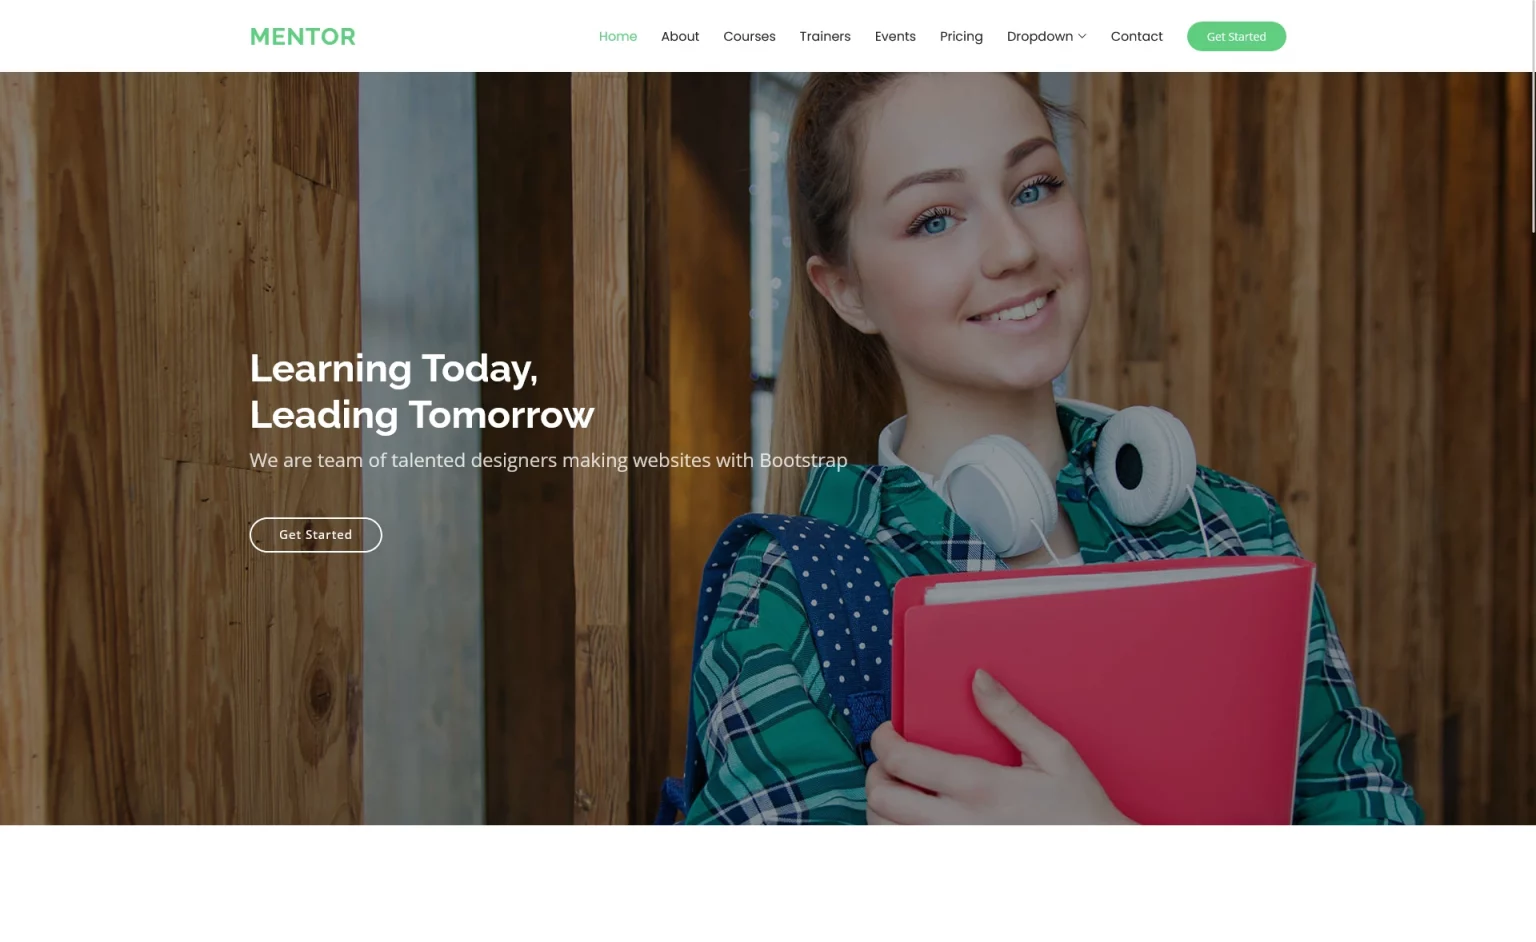 MENTOR
Home About Courses Trainers Events Pricing Dropdown Contact Get Started
Learning Today,
Leading Tomorrow
We are team of talented designers making websites with Bootstrap
Get Started